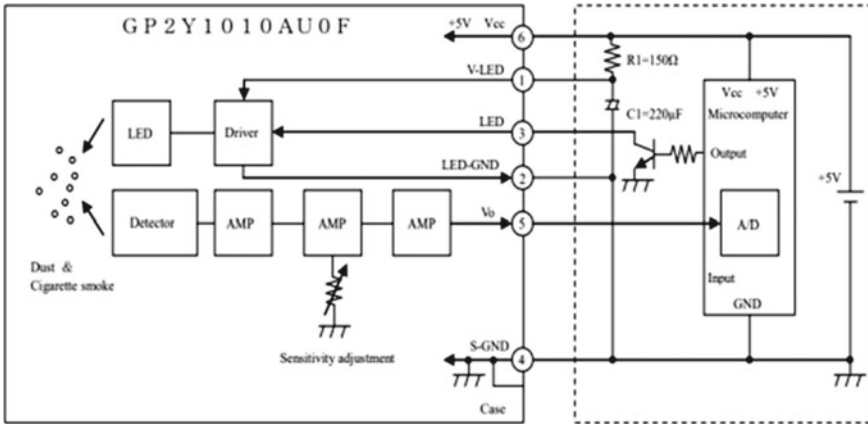 GP2Y1010AU0F
+5V Vcc
6
R1=150Ω
V-LED
1
Vcc +5V
C1=220µF
Microcomputer
LED
Driver
LED
3
Output
LED-GND
2
+5V
Detector
AMP
AMP
AMP
Vo
5
A/D
Dust &
Cigarette smoke
Input
GND
Sensitivity adjustment
S-GND
4
Case